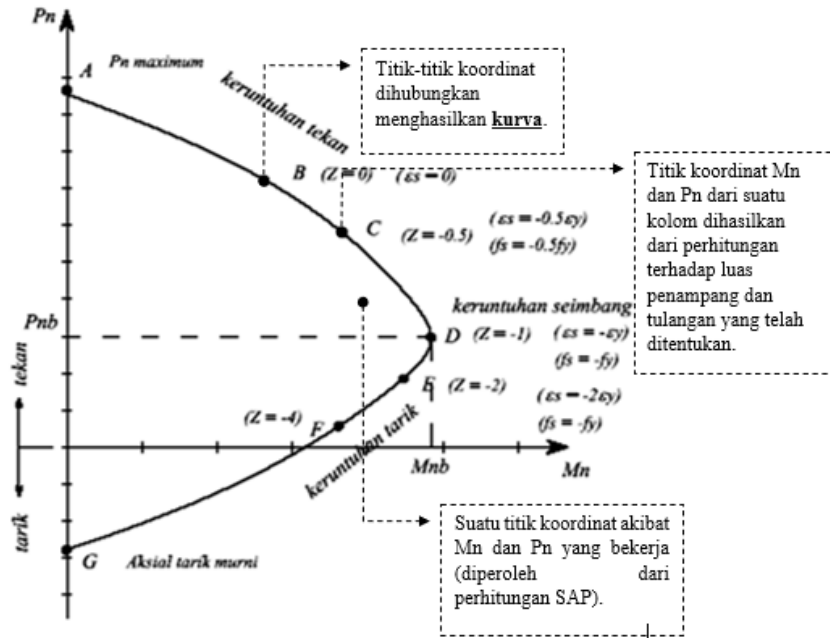 Pn
A
Pn maximum
keruntuhan tekan
Titik-titik koordinat
dihubungkan
menghasilkan kurva.
B (Z=0) (εs=0)
Titik koordinat Mn
dan Pn dari suatu
kolom dihasilkan
dari perhitungan
terhadap luas
penampang dan
tulangan yang telah
ditentukan.
C (Z = -0.5) (εs = -0.5εy)
(fs = -0.5fy)
keruntuhan seimbang
Pnb
D (Z= -1) (εs = -εy)
(fs = -fy)
E (Z= -2) (εs = -2εy)
(fs = -fy)
(Z= -4)
F
keruntuhan tarik
tekan
tarik
Mnb
Mn
G Aksial tarik murni
Suatu titik koordinat akibat
Mn dan Pn yang bekerja
(diperoleh dari
perhitungan SAP).